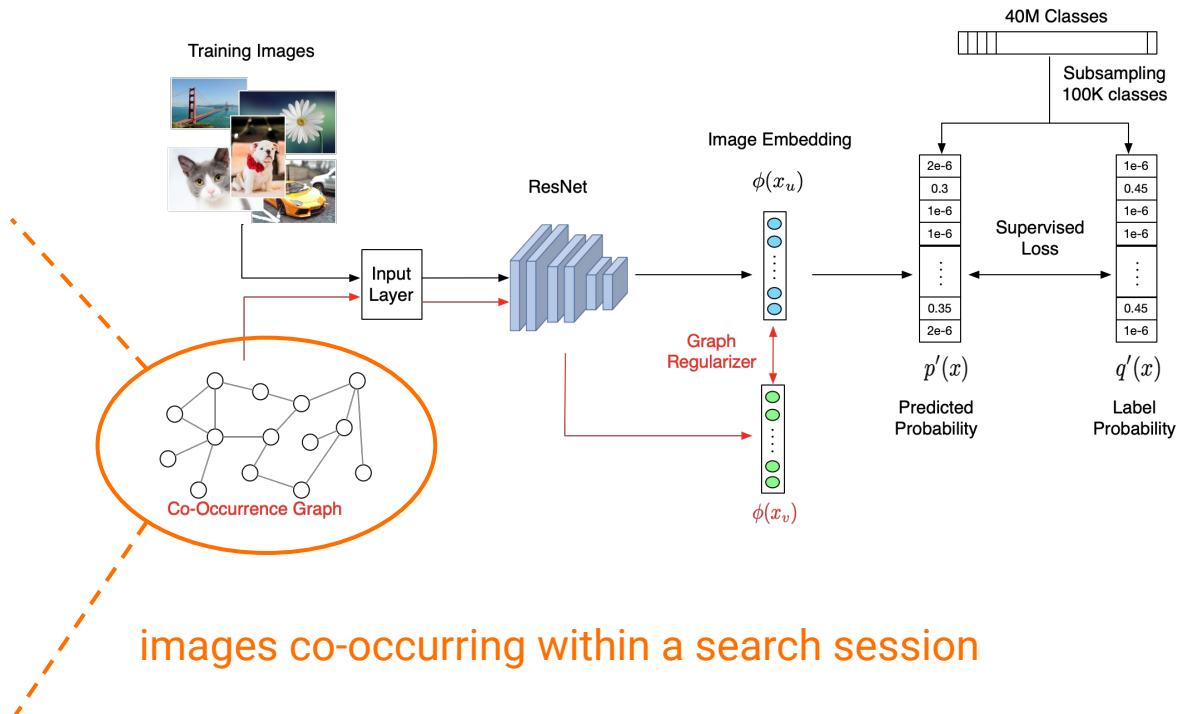 40M Classes
Training Images
Subsampling
100K classes
Image Embedding
ϕ(x_u)
ResNet
Input
Layer
2e-6
0.3
1e-6
1e-6
⋮
0.35
2e-6
Supervised
Loss
1e-6
0.45
1e-6
1e-6
⋮
0.45
1e-6
Graph
Regularizer
p′(x)
q′(x)
Predicted
Probability
Label
Probability
Co-Occurrence Graph
ϕ(x_v)
images co-occurring within a search session